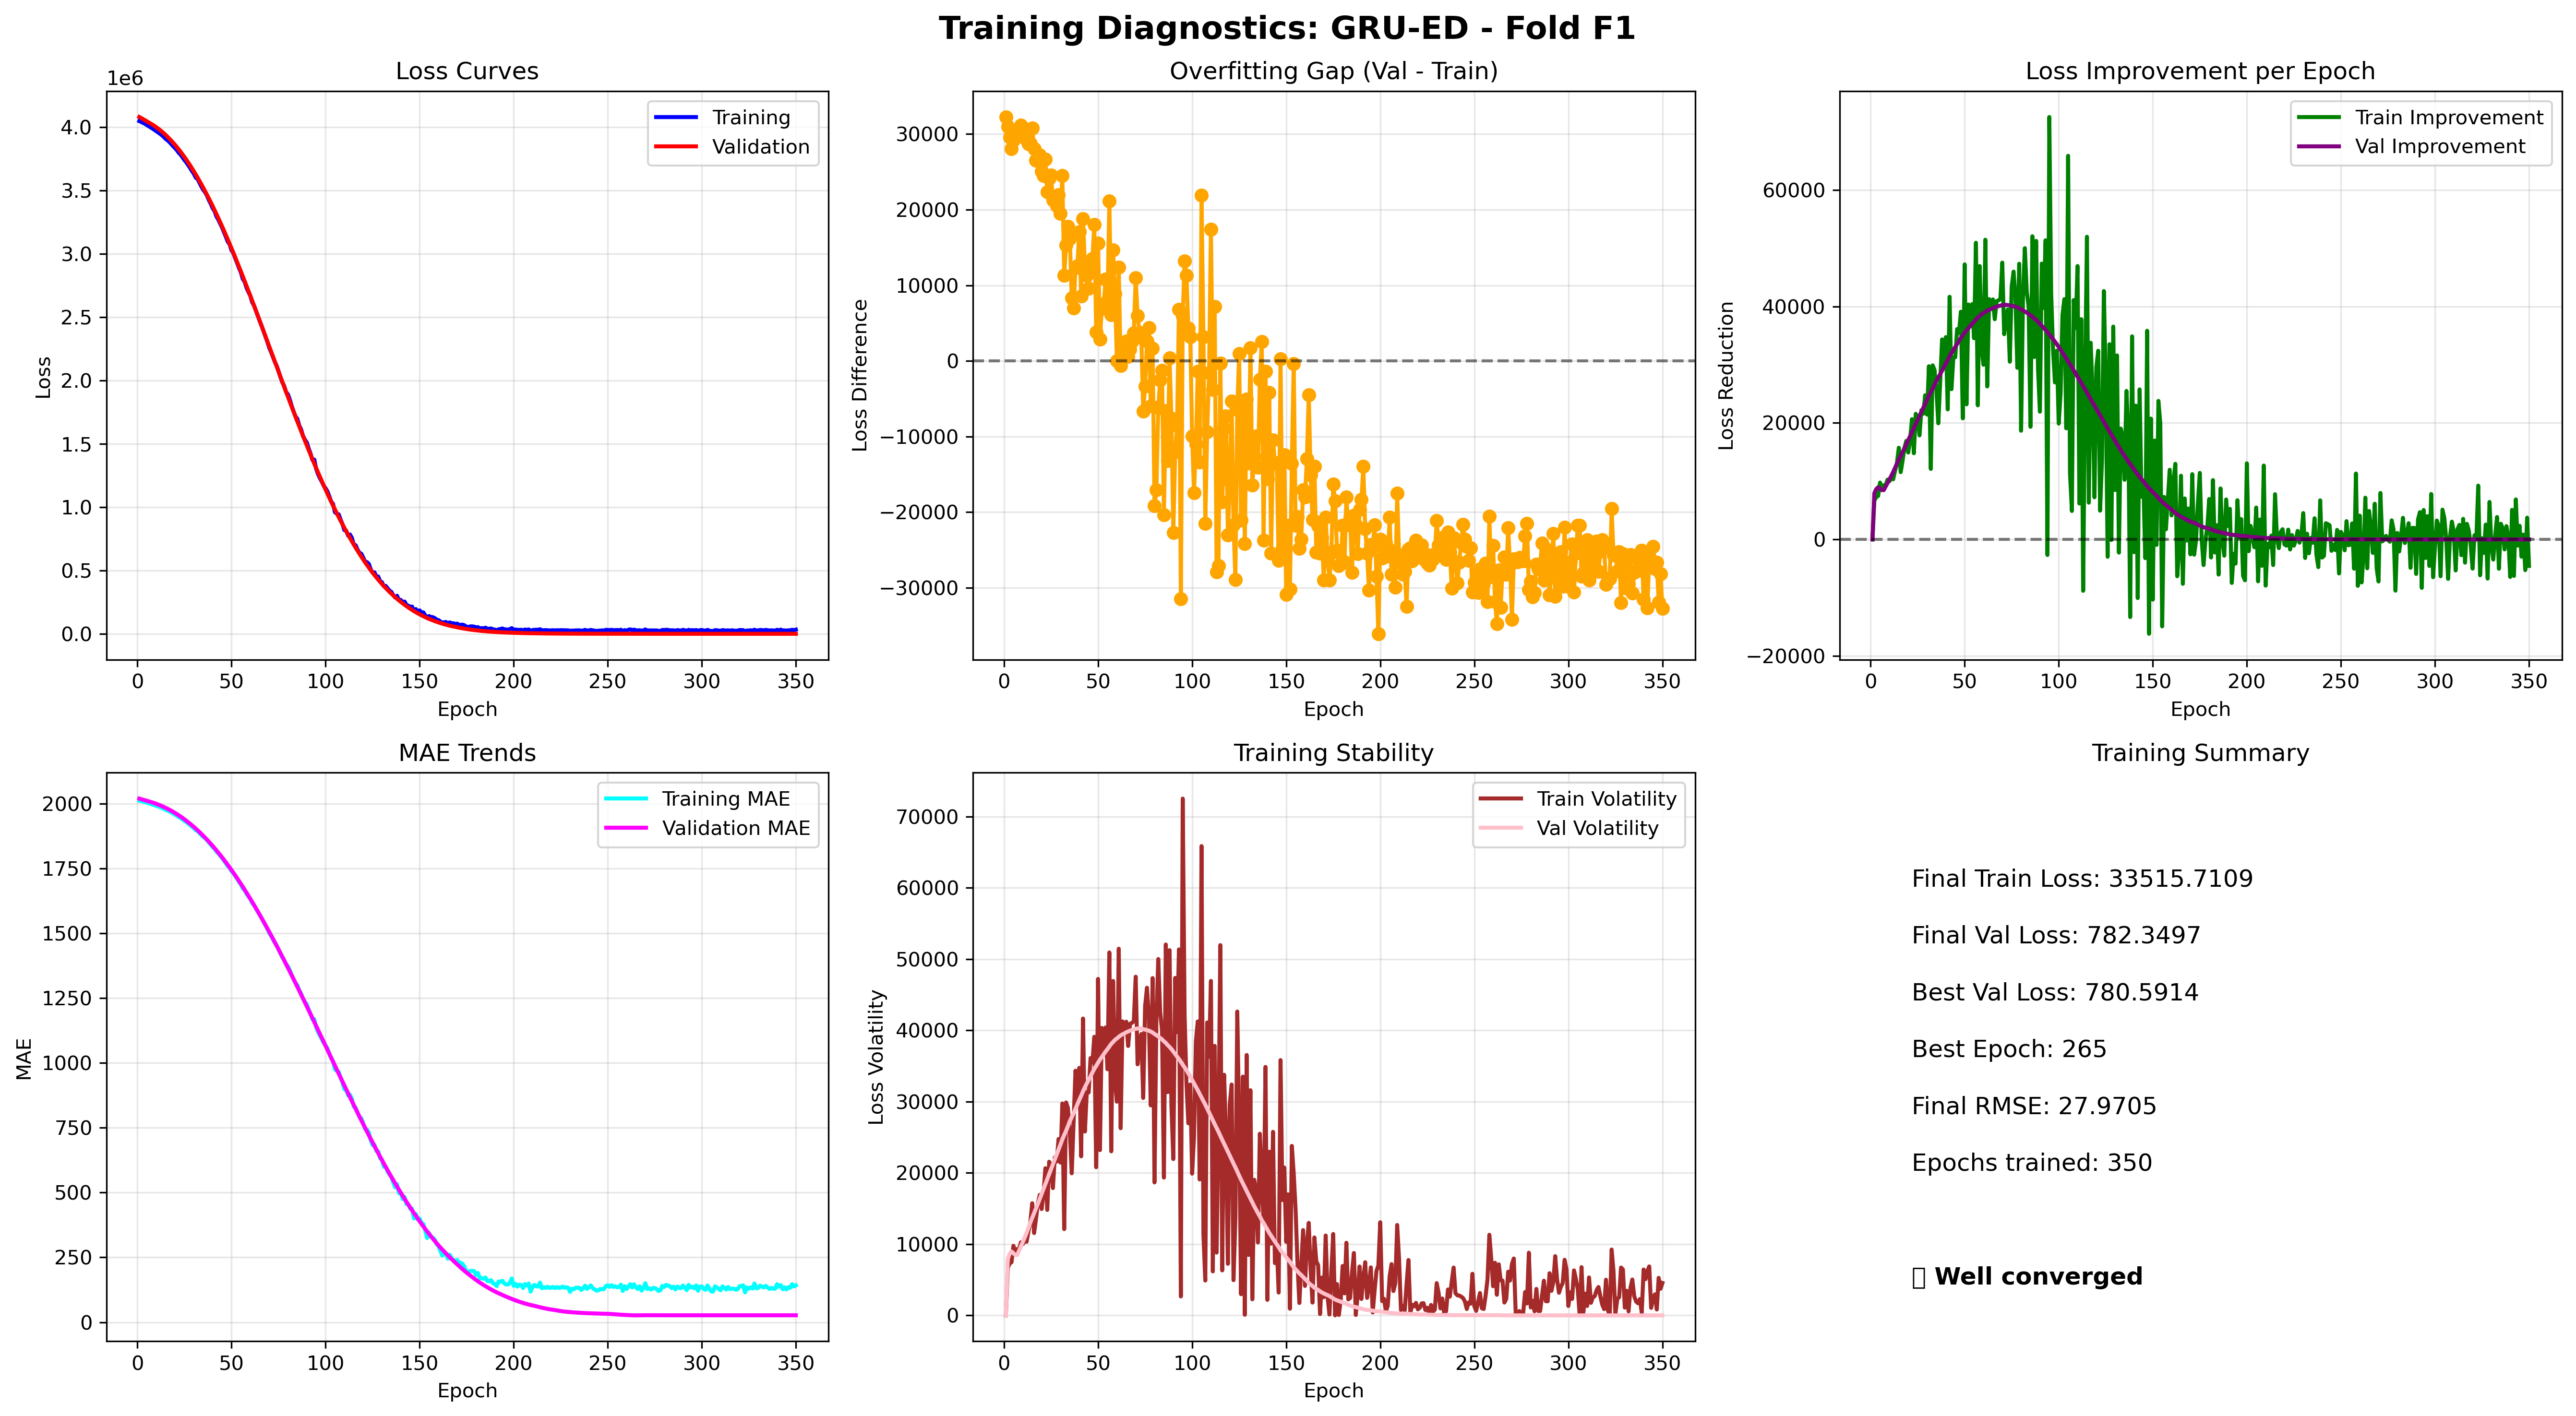 Training Diagnostics: GRU-ED - Fold F1
Loss Curves
1e6
Training
Validation
4.0
3.5
3.0
2.5
2.0
1.5
1.0
0.5
0.0
Loss
0 50 100 150 200 250 300 350
Epoch
Overfitting Gap (Val - Train)
30000
20000
10000
0
−10000
−20000
−30000
Loss Difference
0 50 100 150 200 250 300 350
Epoch
Loss Improvement per Epoch
Train Improvement
Val Improvement
60000
40000
20000
0
−20000
Loss Reduction
0 50 100 150 200 250 300 350
Epoch
MAE Trends
Training MAE
Validation MAE
2000
1750
1500
1250
1000
750
500
250
0
MAE
0 50 100 150 200 250 300 350
Epoch
Training Stability
Train Volatility
Val Volatility
70000
60000
50000
40000
30000
20000
10000
0
Loss Volatility
0 50 100 150 200 250 300 350
Epoch
Training Summary
Final Train Loss: 33515.7109
Final Val Loss: 782.3497
Best Val Loss: 780.5914
Best Epoch: 265
Final RMSE: 27.9705
Epochs trained: 350
Well converged